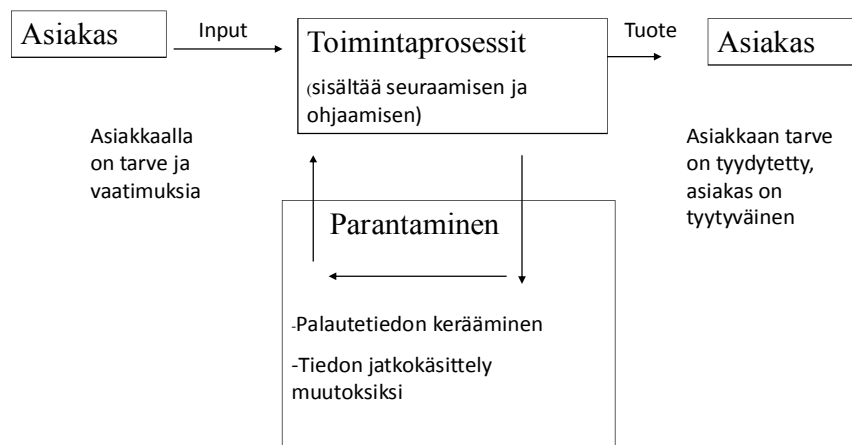 Asiakas
Input
Toimintaprosessit
(sisältää seuraamisen ja
ohjaamisen)
Tuote
Asiakas
Asiakkaalla
on tarve ja
vaatimuksia
Asiakkaan tarve
on tyydytetty,
asiakas on
tyytyväinen
Parantaminen
-Palautetiedon kerääminen
-Tiedon jatkokäsittely
muutoksiksi